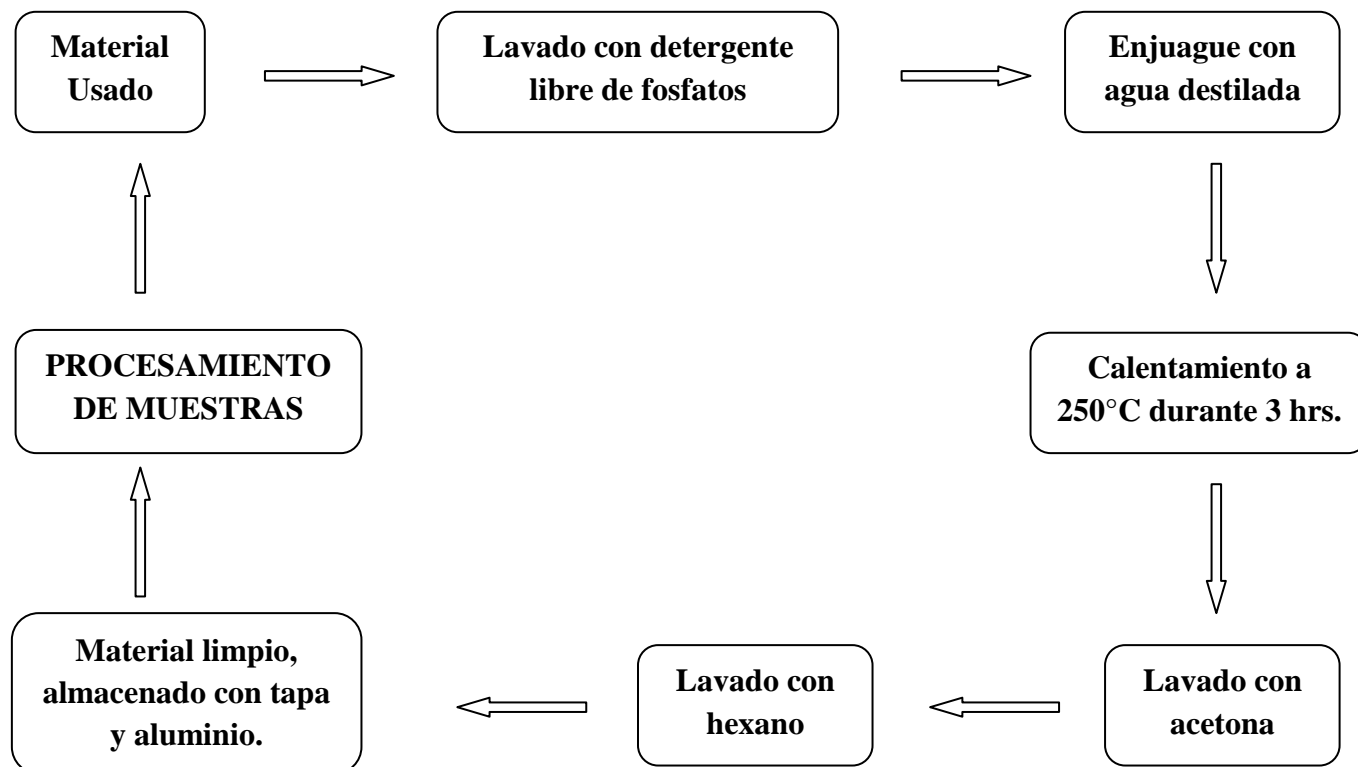 Material
Usado
Lavado con detergente
libre de fosfatos
Enjuague con
agua destilada
Calentamiento a
250°C durante 3 hrs.
Lavado con
acetona
Lavado con
hexano
Material limpio,
almacenado con tapa
y aluminio.
PROCESAMIENTO
DE MUESTRAS